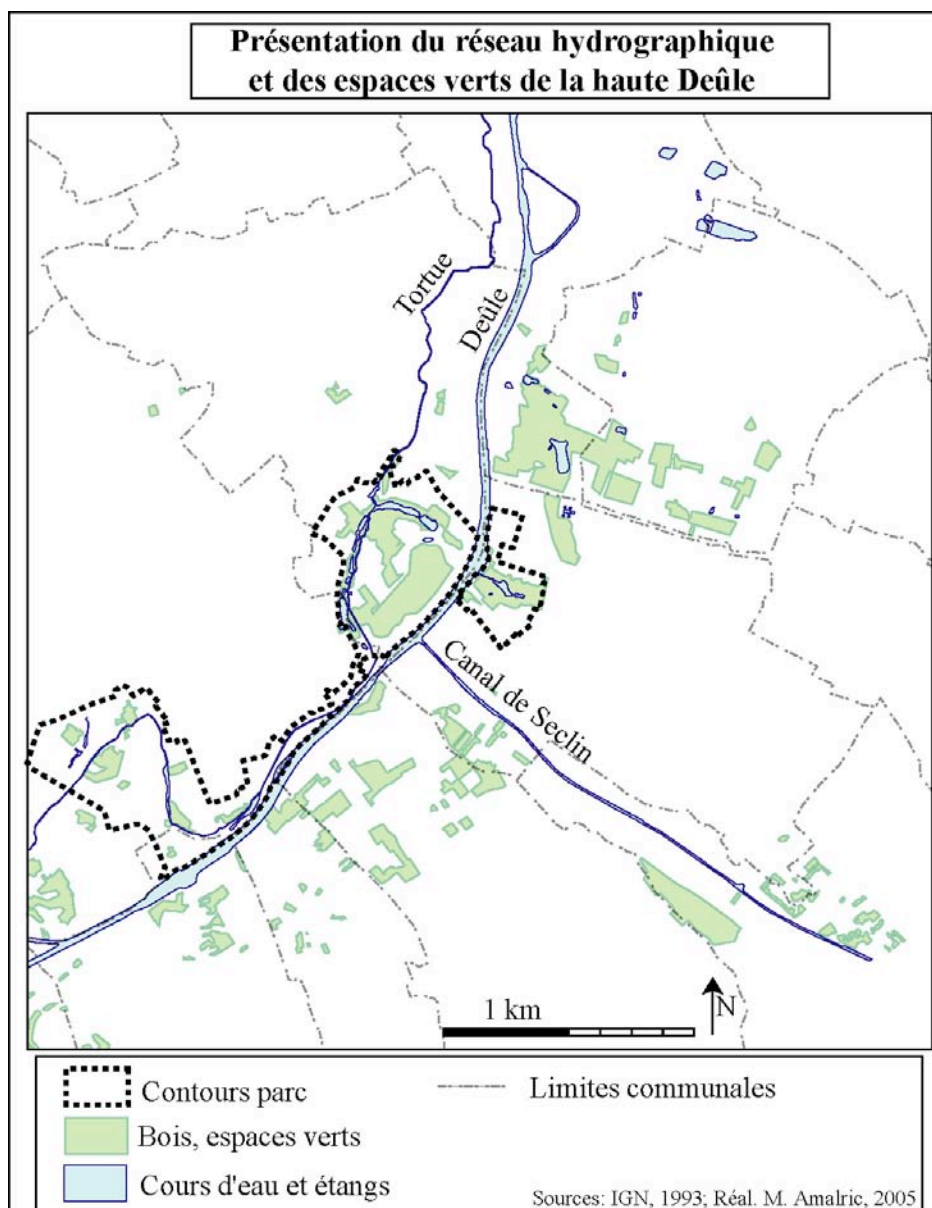 Présentation du réseau hydrographique
et des espaces verts de la haute Deûle
Tortue
Deûle
Canal de Seclin
1 km
N
Contours parc
Limites communales
Bois, espaces verts
Cours d'eau et étangs
Sources: IGN, 1993; Réal. M. Amalric, 2005